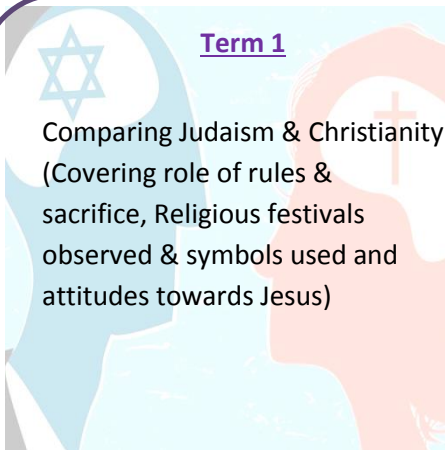 Term 1
Comparing Judaism & Christianity
(Covering role of rules &
sacrifice, Religious festivals
observed & symbols used and
attitudes towards Jesus)